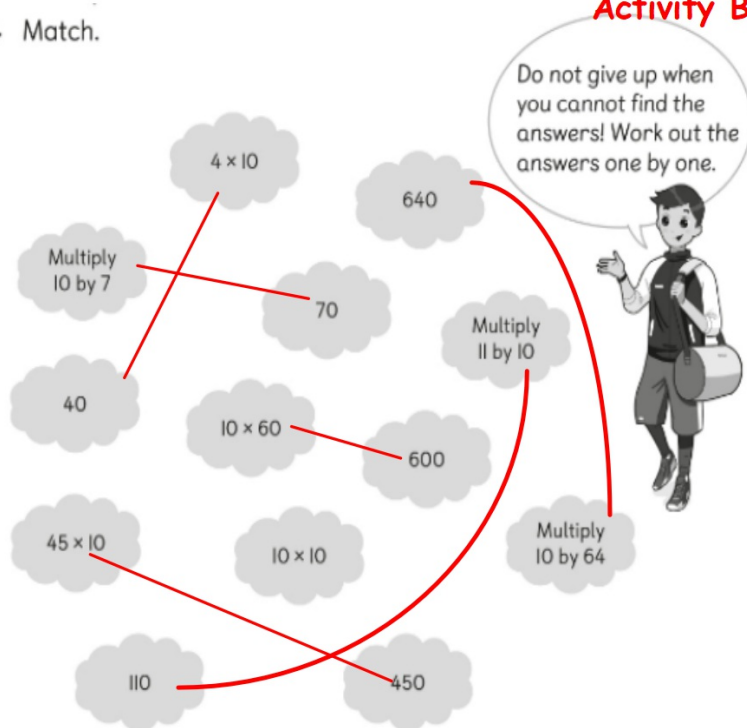 Activity B
Match.
Do not give up when
you cannot find the
answers! Work out the
answers one by one.
4 × 10
640
Multiply
10 by 7
70
Multiply
11 by 10
40
10 × 60
600
45 × 10
10 × 10
Multiply
10 by 64
110
450